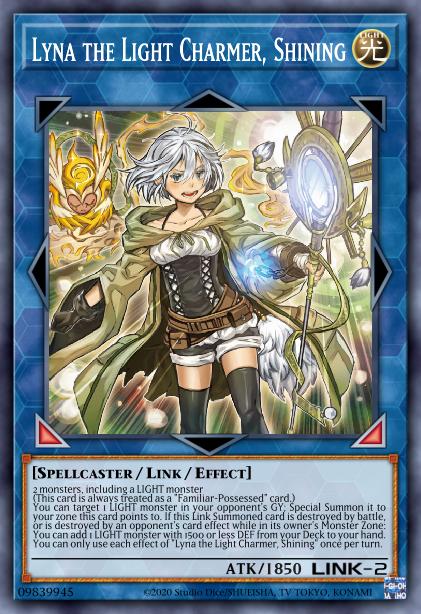 Lyna the Light Charmer, Shining
LIGHT
光
[Spellcaster / Link / Effect]
2 monsters, including a LIGHT monster
(This card is always treated as a "Familiar-Possessed" card.)
You can target 1 LIGHT monster in your opponent's GY; Special Summon it to
your zone this card points to. If this Link Summoned card is destroyed by battle,
or is destroyed by an opponent's card effect while in its owner's Monster Zone:
You can add 1 LIGHT monster with 1500 or less DEF from your Deck to your hand.
You can only use each effect of "Lyna the Light Charmer, Shining" once per turn.
ATK/1850 LINK-2
09839945
©2020 Studio Dice/SHUEISHA, TV TOKYO, KONAMI